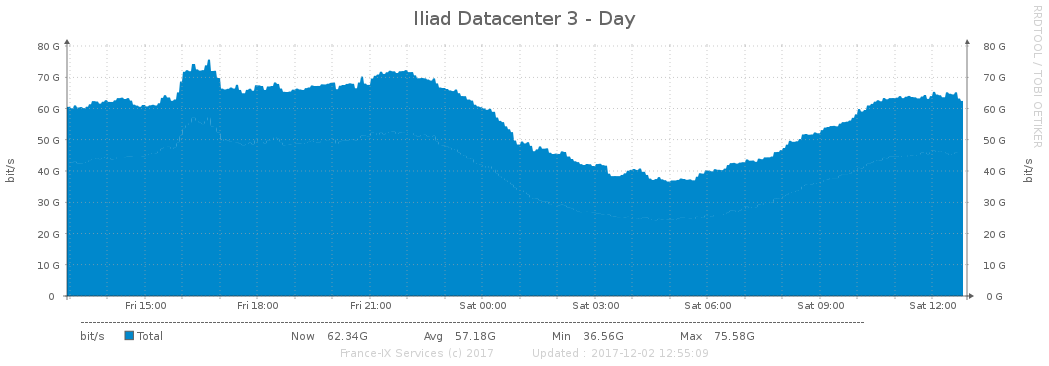 Iliad Datacenter 3 - Day
RRDTOOL / TOBI OETIKER
80 G 80 G
70 G 70 G
60 G 60 G
50 G 50 G
40 G 40 G
30 G 30 G
20 G 20 G
10 G 10 G
0 0 G
bit/s bit/s
Fri 15:00 Fri 18:00 Fri 21:00 Sat 00:00 Sat 03:00 Sat 06:00 Sat 09:00 Sat 12:00
bit/s Total Now 62.34G Avg 57.18G Min 36.56G Max 75.58G
France-IX Services (c) 2017 Updated : 2017-12-02 12:55:09